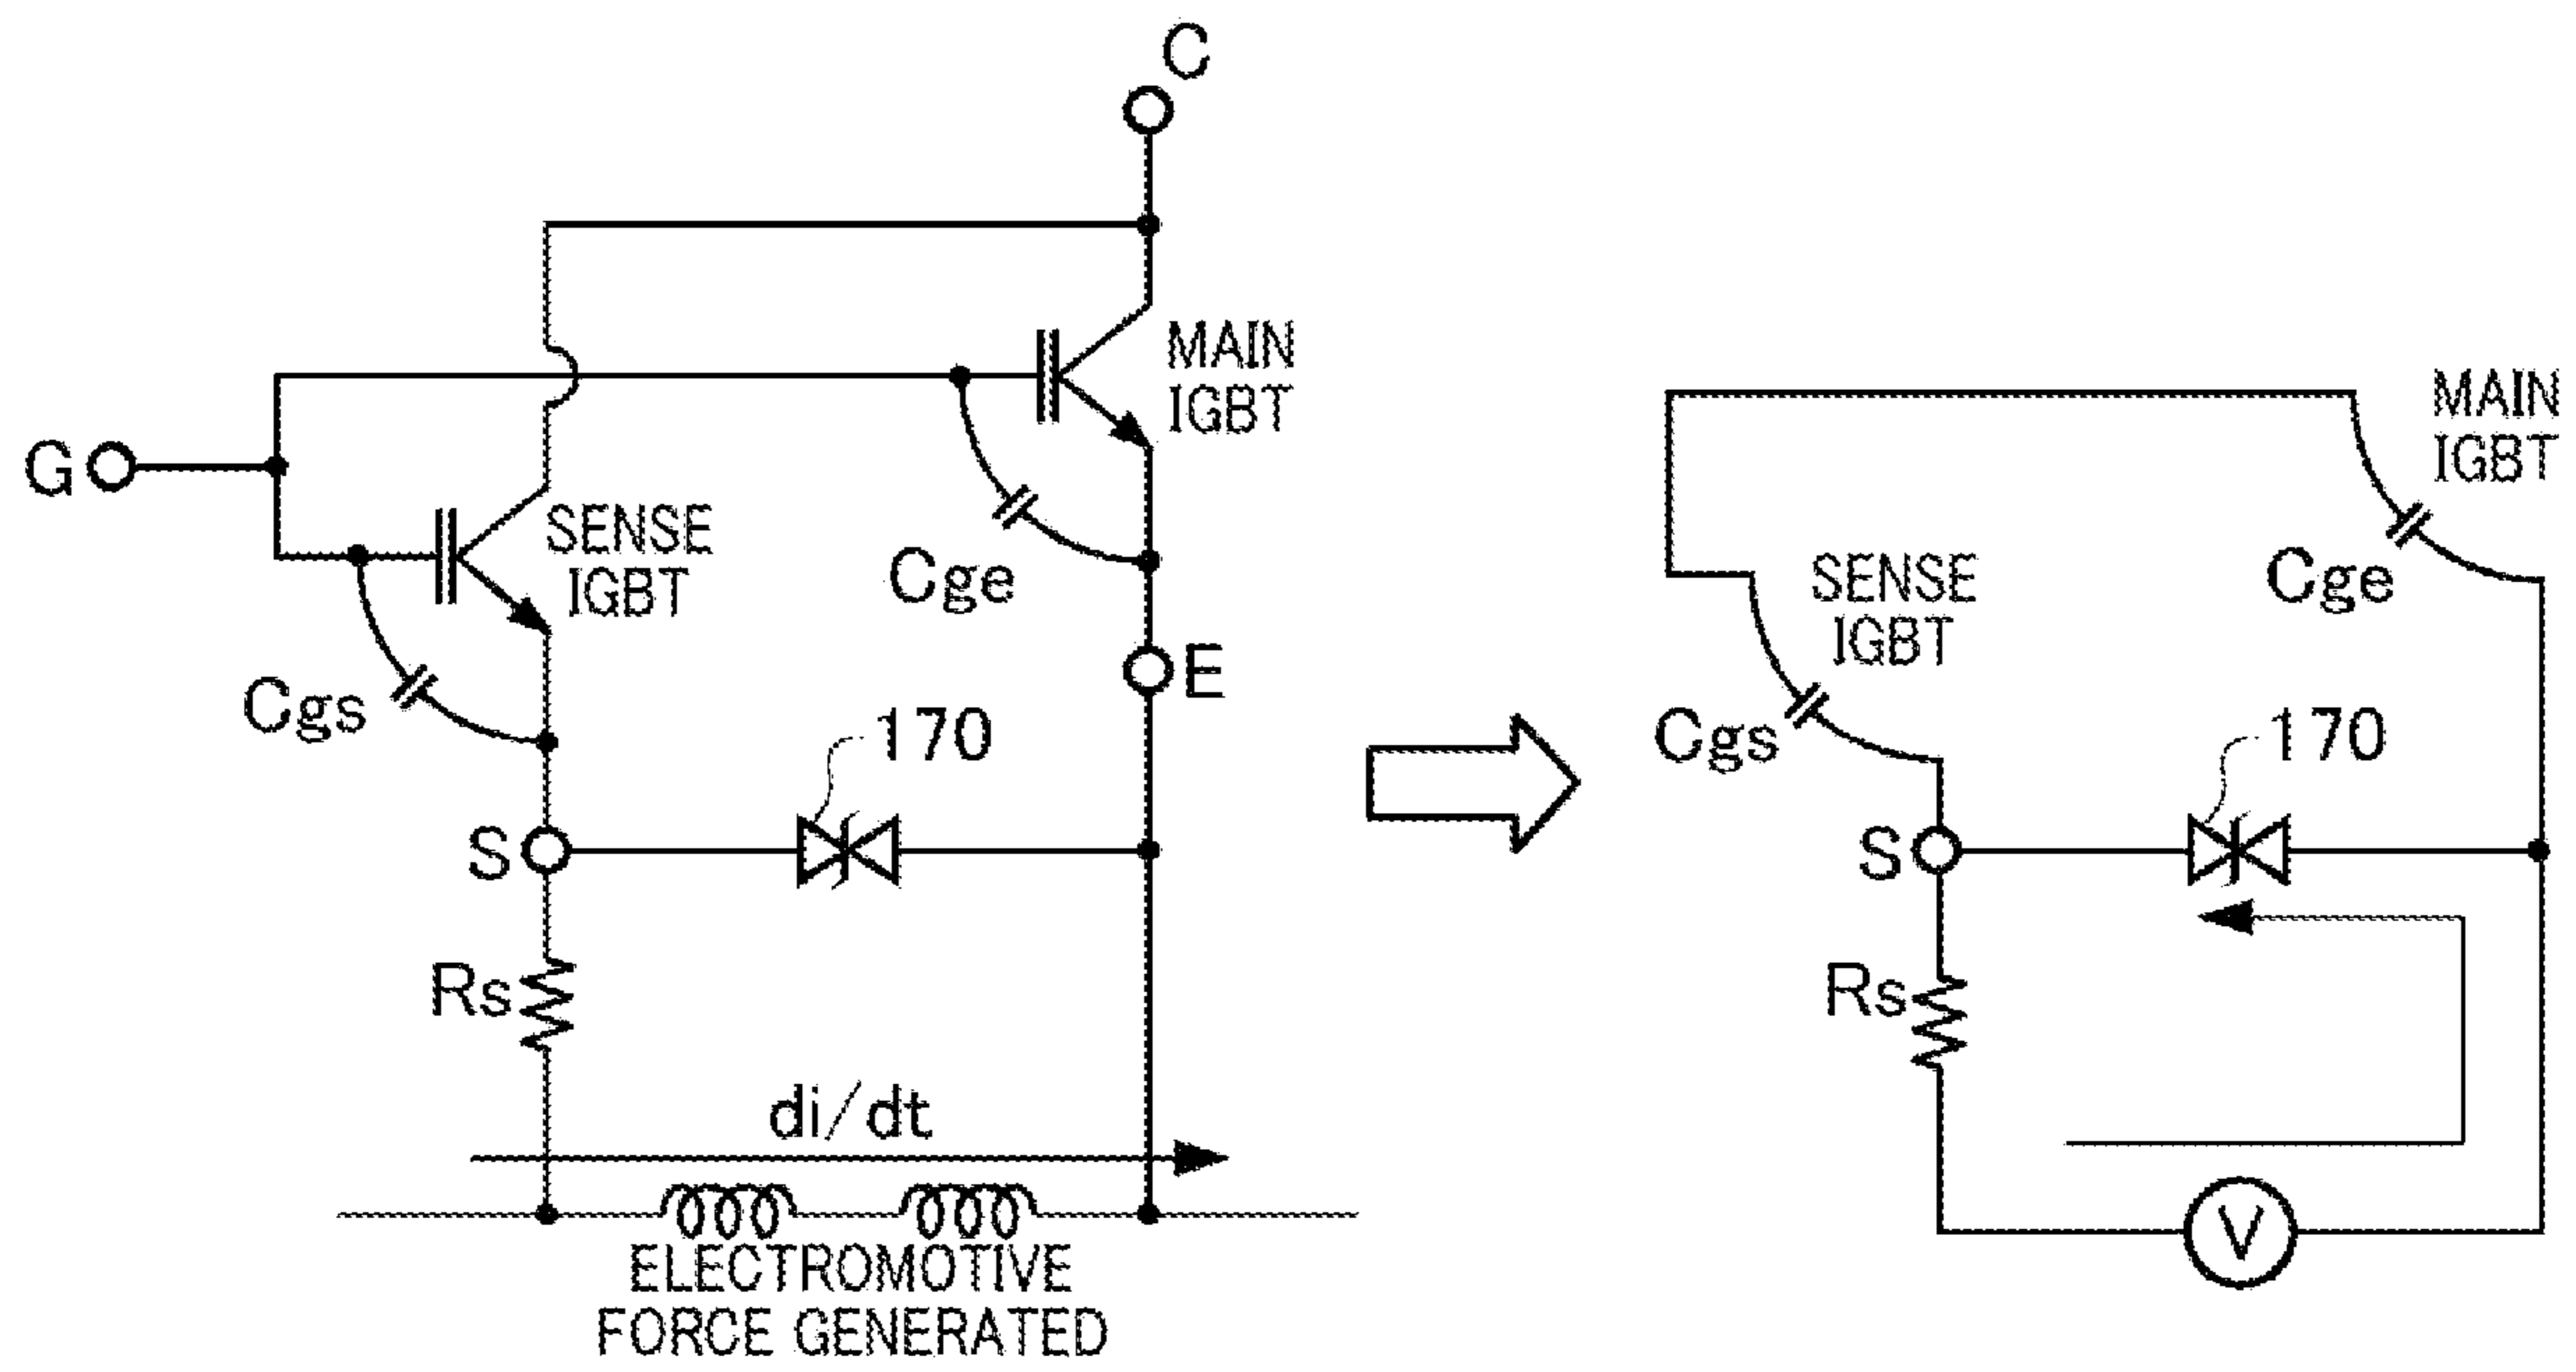 C
MAIN
IGBT
G
SENSE
IGBT
Cge
Cgs
E
170
S
Rs
di/dt
ELECTROMOTIVE
FORCE GENERATED
MAIN
IGBT
SENSE
IGBT
Cge
Cgs
170
S
Rs
V